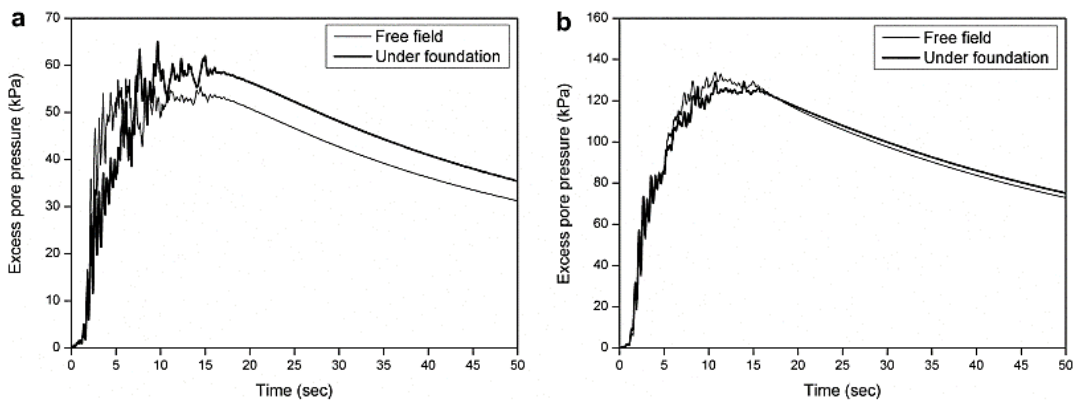 a
70
60
50
40
30
20
10
0
Excess pore pressure (kPa)
Free field
Under foundation
0 5 10 15 20 25 30 35 40 45 50
Time (sec)
b
160
140
120
100
80
60
40
20
0
Excess pore pressure (kPa)
Free field
Under foundation
0 5 10 15 20 25 30 35 40 45 50
Time (sec)